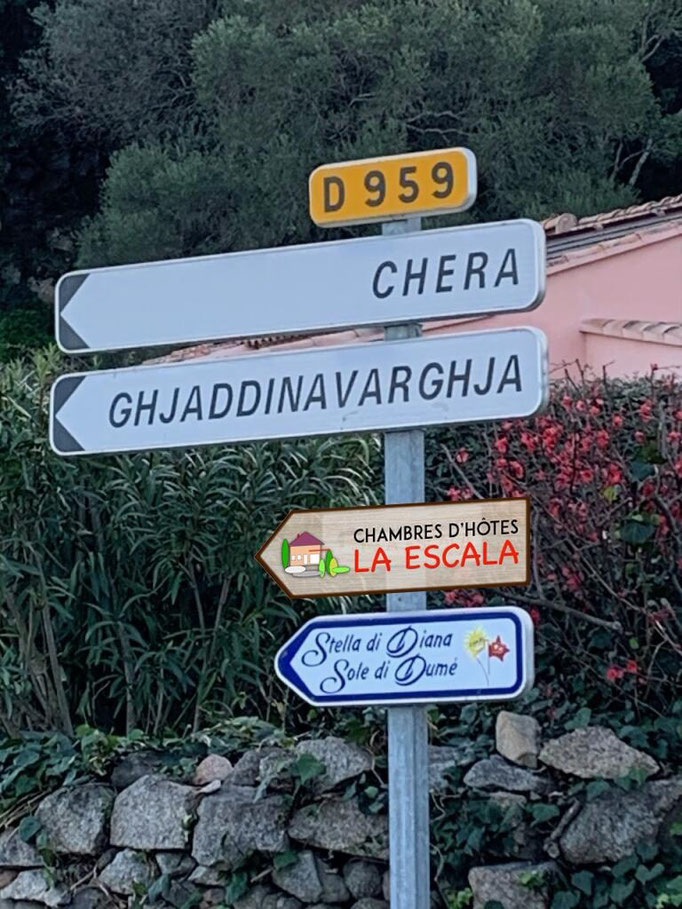 D 959
CHERA
GHJADDINAVARGHJA
CHAMBRES D'HÔTES
LA ESCALA
Stella di Diana
Sole di Dumé